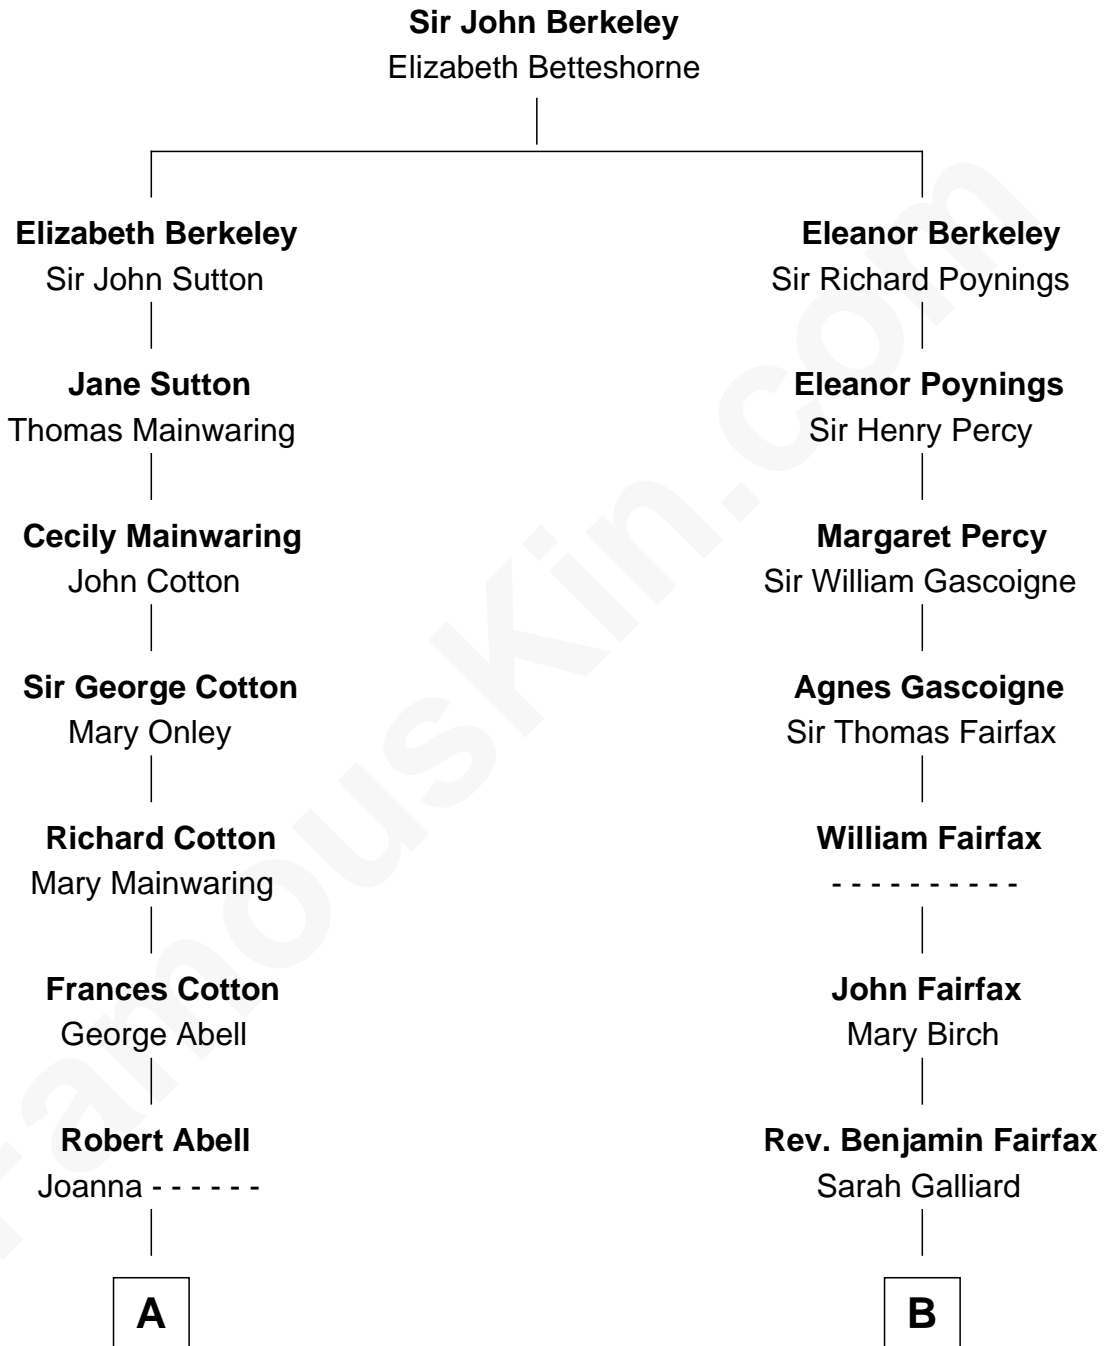 Sir John Berkeley
Elizabeth Betteshorne
Elizabeth Berkeley
Sir John Sutton
Jane Sutton
Thomas Mainwaring
Cecily Mainwaring
John Cotton
Sir George Cotton
Mary Onley
Richard Cotton
Mary Mainwaring
Frances Cotton
George Abell
Robert Abell
Joanna - - - - - -
A
Eleanor Berkeley
Sir Richard Poynings
Eleanor Poynings
Sir Henry Percy
Margaret Percy
Sir William Gascoigne
Agnes Gascoigne
Sir Thomas Fairfax
William Fairfax
- - - - - - - - - -
John Fairfax
Mary Birch
Rev. Benjamin Fairfax
Sarah Galliard
B
FamousKin.com